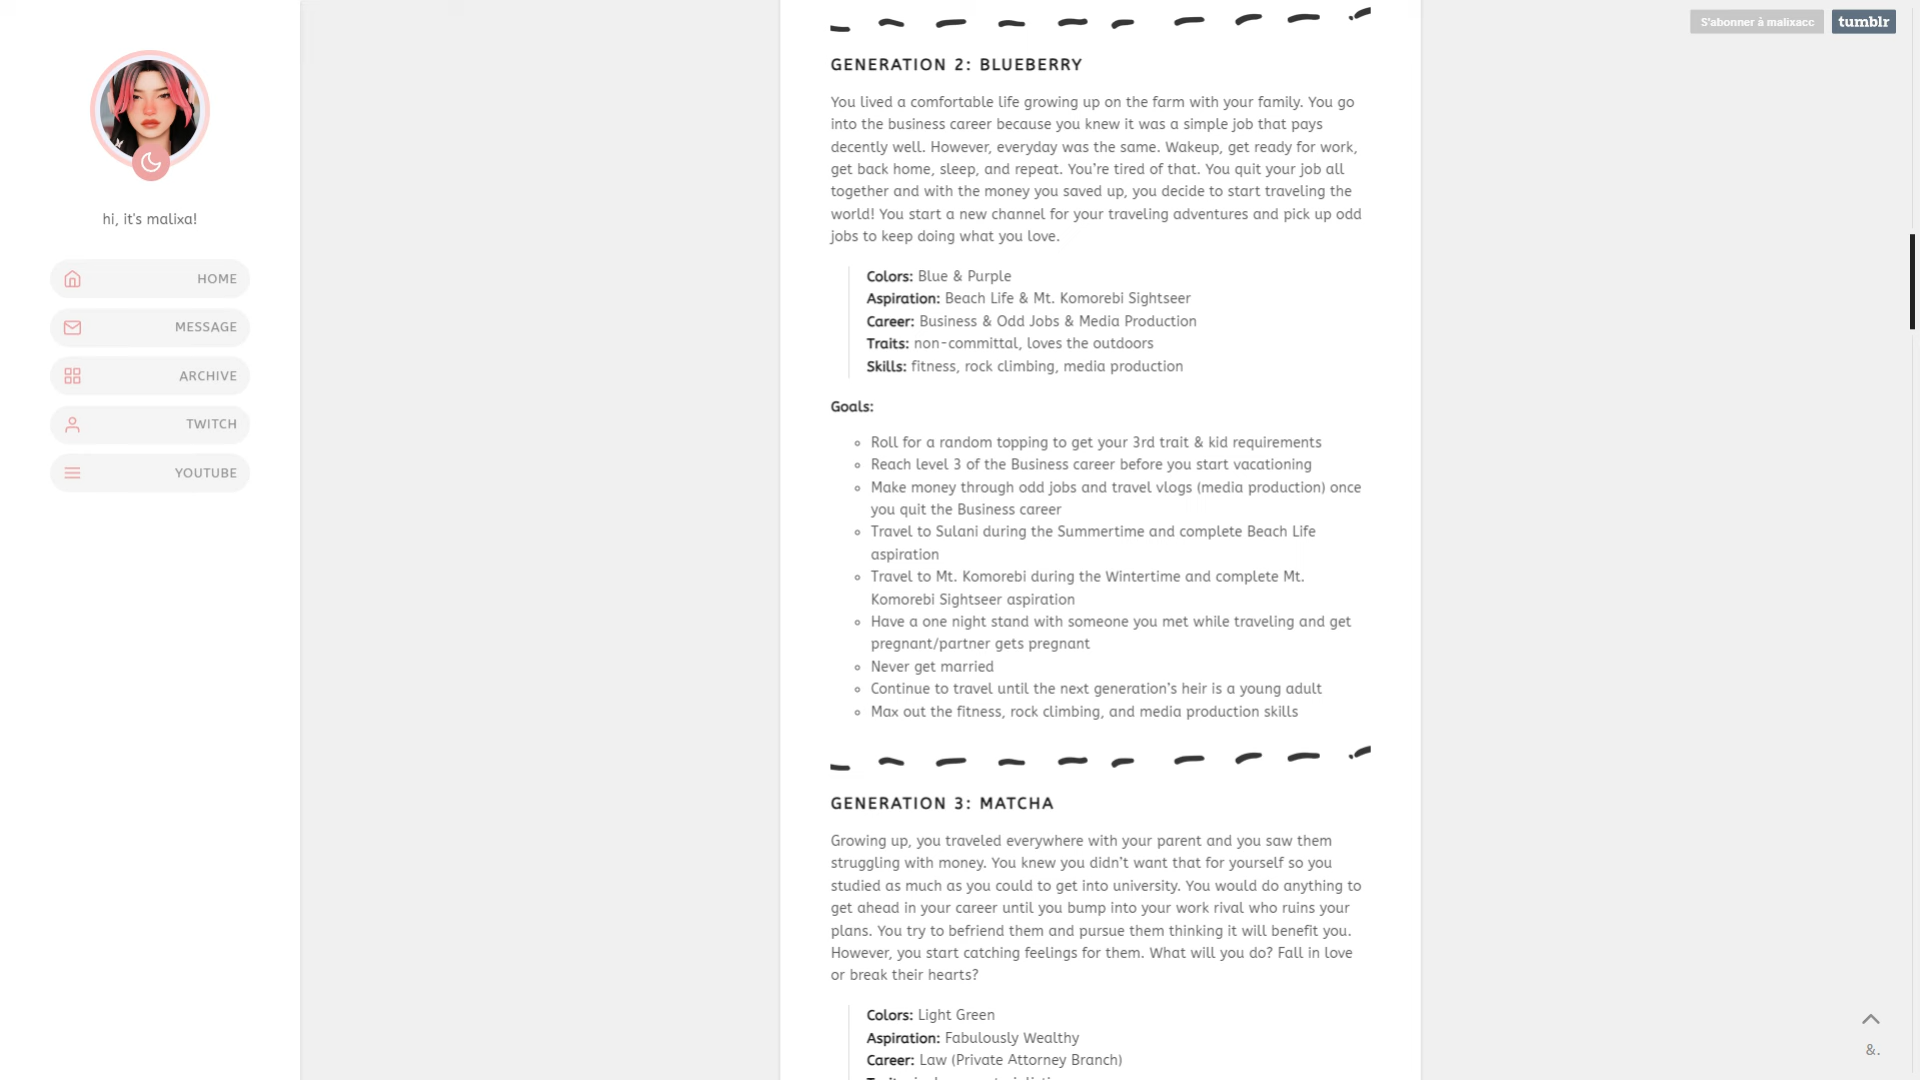 S'abonner à malixacc
tumblr
hi, it's malixa!
HOME
MESSAGE
ARCHIVE
TWITCH
YOUTUBE
GENERATION 2: BLUEBERRY
You lived a comfortable life growing up on the farm with your family. You go
into the business career because you knew it was a simple job that pays
decently well. However, everyday was the same. Wakeup, get ready for work,
get back home, sleep, and repeat. You’re tired of that. You quit your job all
together and with the money you saved up, you decide to start traveling the
world! You start a new channel for your traveling adventures and pick up odd
jobs to keep doing what you love.
Colors: Blue & Purple
Aspiration: Beach Life & Mt. Komorebi Sightseer
Career: Business & Odd Jobs & Media Production
Traits: non-committal, loves the outdoors
Skills: fitness, rock climbing, media production
Goals:
Roll for a random topping to get your 3rd trait & kid requirements
Reach level 3 of the Business career before you start vacationing
Make money through odd jobs and travel vlogs (media production) once
you quit the Business career
Travel to Sulani during the Summertime and complete Beach Life
aspiration
Travel to Mt. Komorebi during the Wintertime and complete Mt.
Komorebi Sightseer aspiration
Have a one night stand with someone you met while traveling and get
pregnant/partner gets pregnant
Never get married
Continue to travel until the next generation’s heir is a young adult
Max out the fitness, rock climbing, and media production skills
GENERATION 3: MATCHA
Growing up, you traveled everywhere with your parent and you saw them
struggling with money. You knew you didn’t want that for yourself so you
studied as much as you could to get into university. You would do anything to
get ahead in your career until you bump into your work rival who ruins your
plans. You try to befriend them and pursue them thinking it will benefit you.
However, you start catching feelings for them. What will you do? Fall in love
or break their hearts?
Colors: Light Green
Aspiration: Fabulously Wealthy
Career: Law (Private Attorney Branch)
&.